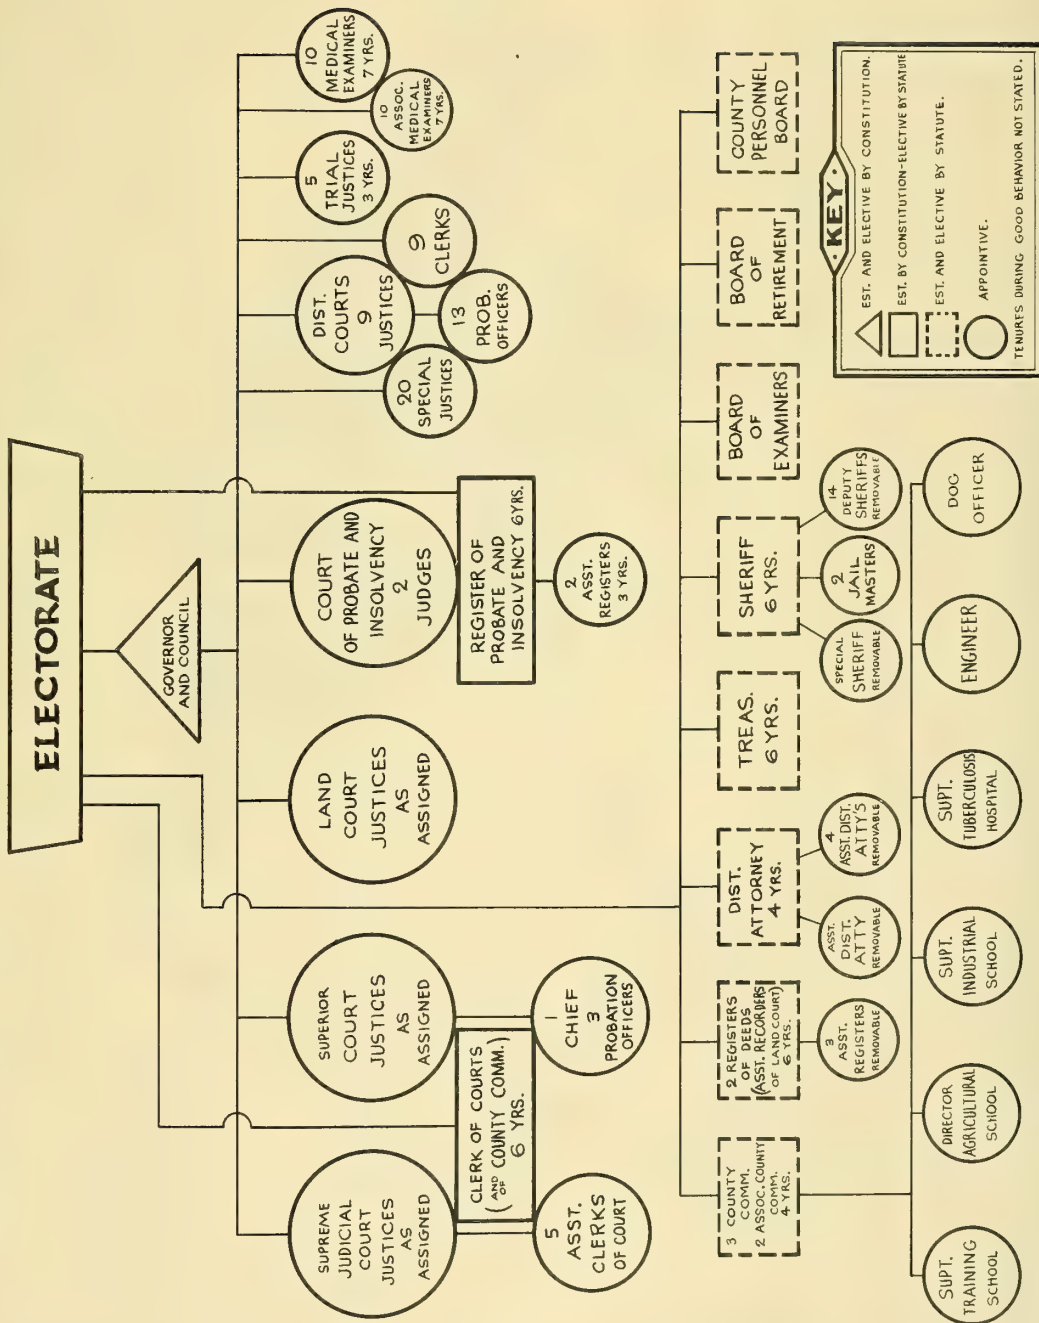 ELECTORATE
GOVERNOR
AND COUNCIL
SUPREME
JUDICIAL
COURT
JUSTICES
AS
ASSIGNED
SUPERIOR
COURT
JUSTICES
AS
ASSIGNED
LAND
COURT
JUSTICES
AS
ASSIGNED
COURT
OF PROBATE AND
INSOLVENCY
2
JUDGES
DIST.
COURTS
9
JUSTICES
20
SPECIAL
JUSTICES
13
PROB.
OFFICERS
9
CLERKS
5
TRIAL
JUSTICES
3 YRS.
10
ASSOC.
MEDICAL
EXAMINERS
7 YRS.
10
MEDICAL
EXAMINERS
7 YRS.
CLERK OF COURTS
(AND OF COUNTY COMM.)
6 YRS.
5
ASST.
CLERKS
OF COURT
1
CHIEF
3
PROBATION
OFFICERS
REGISTER OF
PROBATE AND
INSOLVENCY 6YRS.
2
ASST.
REGISTERS
3 YRS.
3 COUNTY
COMM.
2 ASSOC. COUNTY
COMM.
4 YRS.
2 REGISTERS
OF DEEDS
(ASST. RECORDERS
OF LAND COURT)
6 YRS.
3
ASST.
REGISTERS
REMOVABLE
DIST.
ATTORNEY
4 YRS.
ASST.
DIST.
ATTY
REMOVABLE
4
ASST. DIST.
ATTY'S
REMOVABLE
TREAS.
6 YRS.
SHERIFF
6 YRS.
SPECIAL
SHERIFF
REMOVABLE
2
JAIL
MASTERS
14
DEPUTY
SHERIFFS
REMOVABLE
BOARD
OF
EXAMINERS
BOARD
OF
RETIREMENT
COUNTY
PERSONNEL
BOARD
SUPT.
TRAINING
SCHOOL
DIRECTOR
AGRICULTURAL
SCHOOL
SUPT.
INDUSTRIAL
SCHOOL
SUPT.
TUBERCULOSIS
HOSPITAL
ENGINEER
DOG
OFFICER
· KEY ·
EST. AND ELECTIVE BY CONSTITUTION.
EST. BY CONSTITUTION-ELECTIVE BY STATUTE
EST. AND ELECTIVE BY STATUTE.
APPOINTIVE.
TENURES DURING GOOD BEHAVIOR NOT STATED.